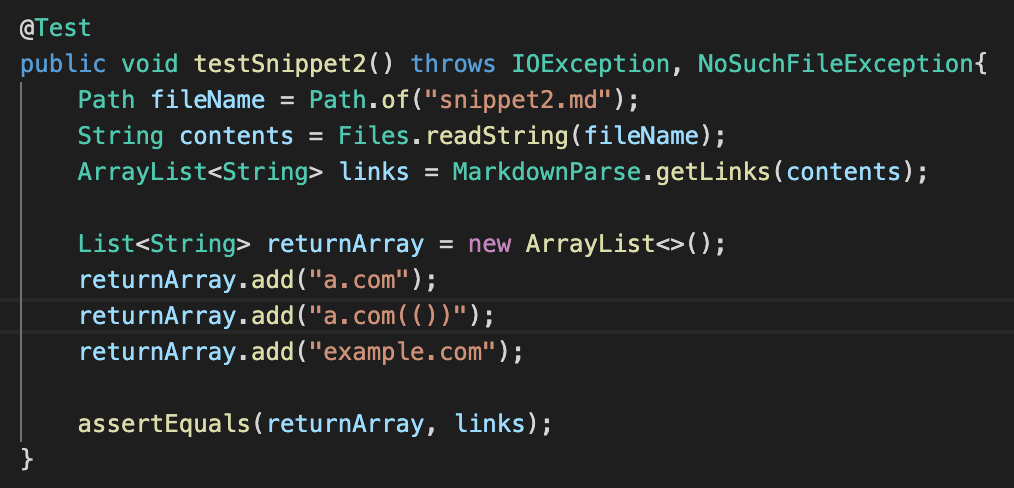 @Test
public void testSnippet2() throws IOException, NoSuchFileException{
Path fileName = Path.of("snippet2.md");
String contents = Files.readString(fileName);
ArrayList<String> links = MarkdownParse.getLinks(contents);
List<String> returnArray = new ArrayList<>();
returnArray.add("a.com");
returnArray.add("a.com(())");
returnArray.add("example.com");
assertEquals(returnArray, links);
}